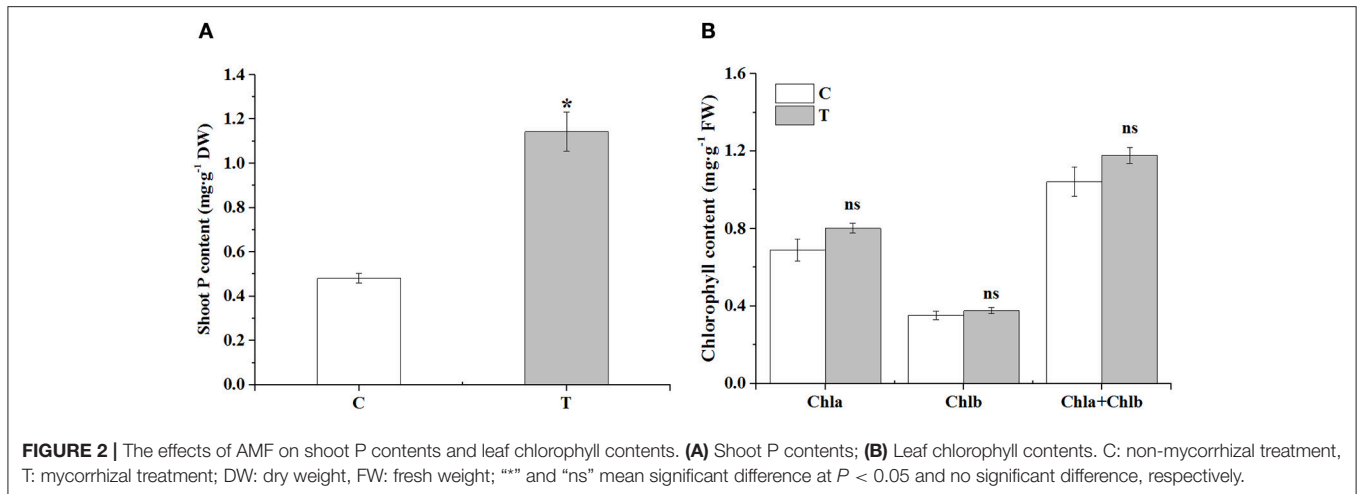 A
Shoot P content (mg·g⁻¹ DW)
1.4
1.2
1.0
0.8
0.6
0.4
0.2
0.0
*
C
T
B
Chlorophyll content (mg·g⁻¹ FW)
1.6
1.2
0.8
0.4
0.0
C
T
ns
ns
ns
Chla
Chlb
Chla+Chlb
FIGURE 2 | The effects of AMF on shoot P contents and leaf chlorophyll contents. (A) Shoot P contents; (B) Leaf chlorophyll contents. C: non-mycorrhizal treatment,
T: mycorrhizal treatment; DW: dry weight, FW: fresh weight; “*” and “ns” mean significant difference at P < 0.05 and no significant difference, respectively.